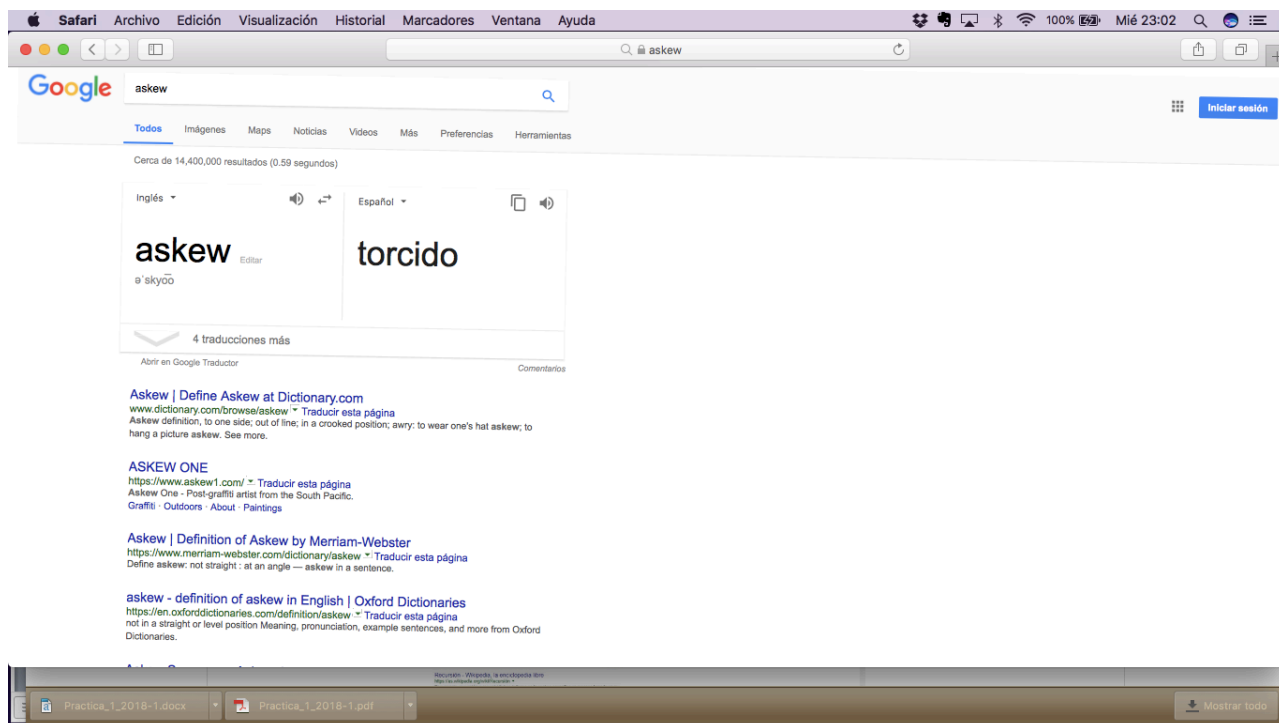 Safari Archivo Edición Visualización Historial Marcadores Ventana Ayuda 100% Mié 23:02
askew
Google askew
Iniciar sesión
Todos Imágenes Maps Noticias Videos Más Preferencias Herramientas
Cerca de 14,400,000 resultados (0.59 segundos)
Inglés Español
askew Editar torcido
əˈskyo͞o
4 traducciones más
Abrir en Google Traductor Comentarios
Askew | Define Askew at Dictionary.com
www.dictionary.com/browse/askew Traducir esta página
Askew definition, to one side; out of line; in a crooked position; awry: to wear one's hat askew; to
hang a picture askew. See more.
ASKEW ONE
https://www.askew1.com/ Traducir esta página
Askew One - Post-graffiti artist from the South Pacific.
Graffiti · Outdoors · About · Paintings
Askew | Definition of Askew by Merriam-Webster
https://www.merriam-webster.com/dictionary/askew Traducir esta página
Define askew: not straight : at an angle — askew in a sentence.
askew - definition of askew in English | Oxford Dictionaries
https://en.oxforddictionaries.com/definition/askew Traducir esta página
not in a straight or level position Meaning, pronunciation, example sentences, and more from Oxford
Dictionaries.
Recursión - Wikipedia, la enciclopedia libre
Practica_1_2018-1.docx Practica_1_2018-1.pdf Mostrar todo